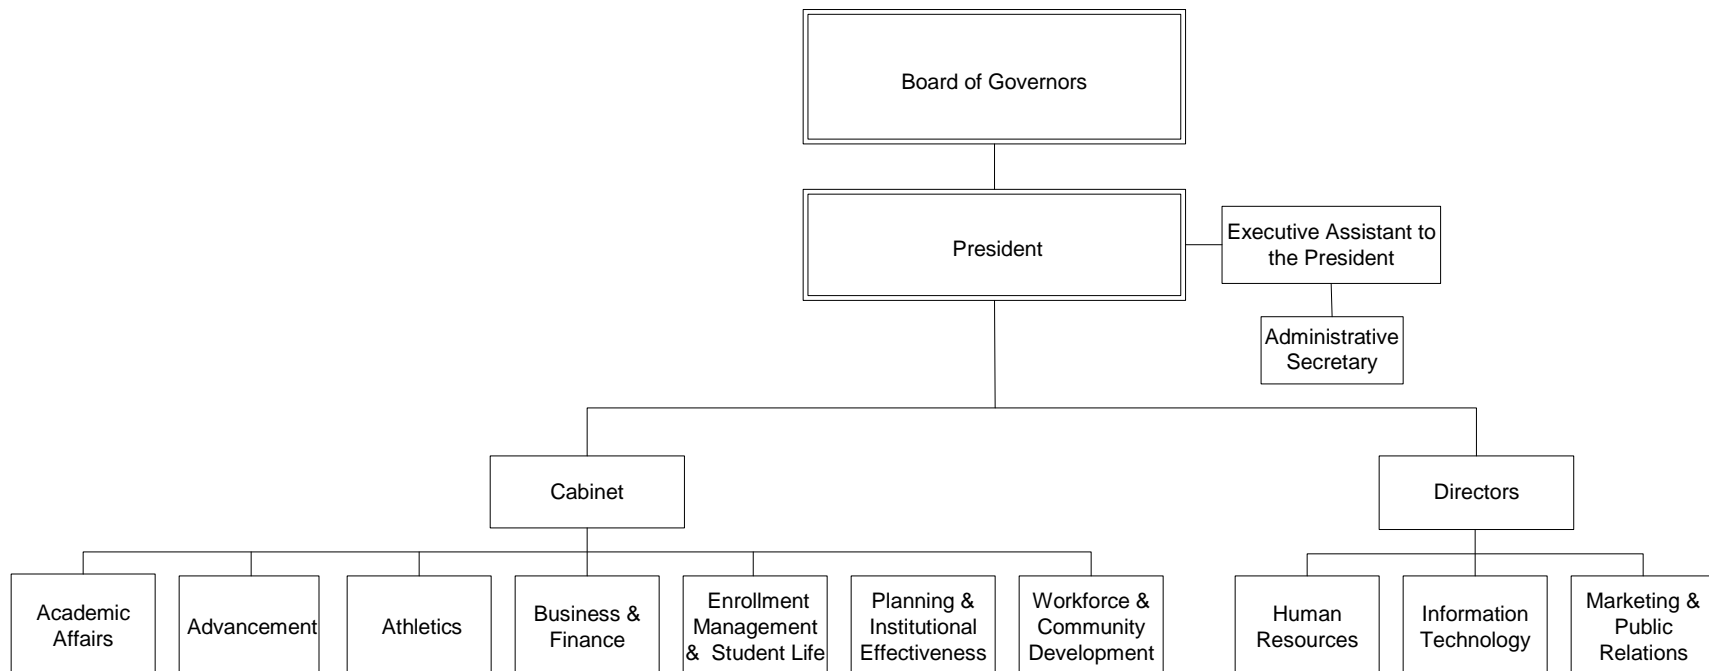 Board of Governors
President
Executive Assistant to
the President
Administrative
Secretary
Cabinet
Directors
Academic
Affairs
Advancement
Athletics
Business &
Finance
Enrollment
Management
& Student Life
Planning &
Institutional
Effectiveness
Workforce &
Community
Development
Human
Resources
Information
Technology
Marketing &
Public
Relations